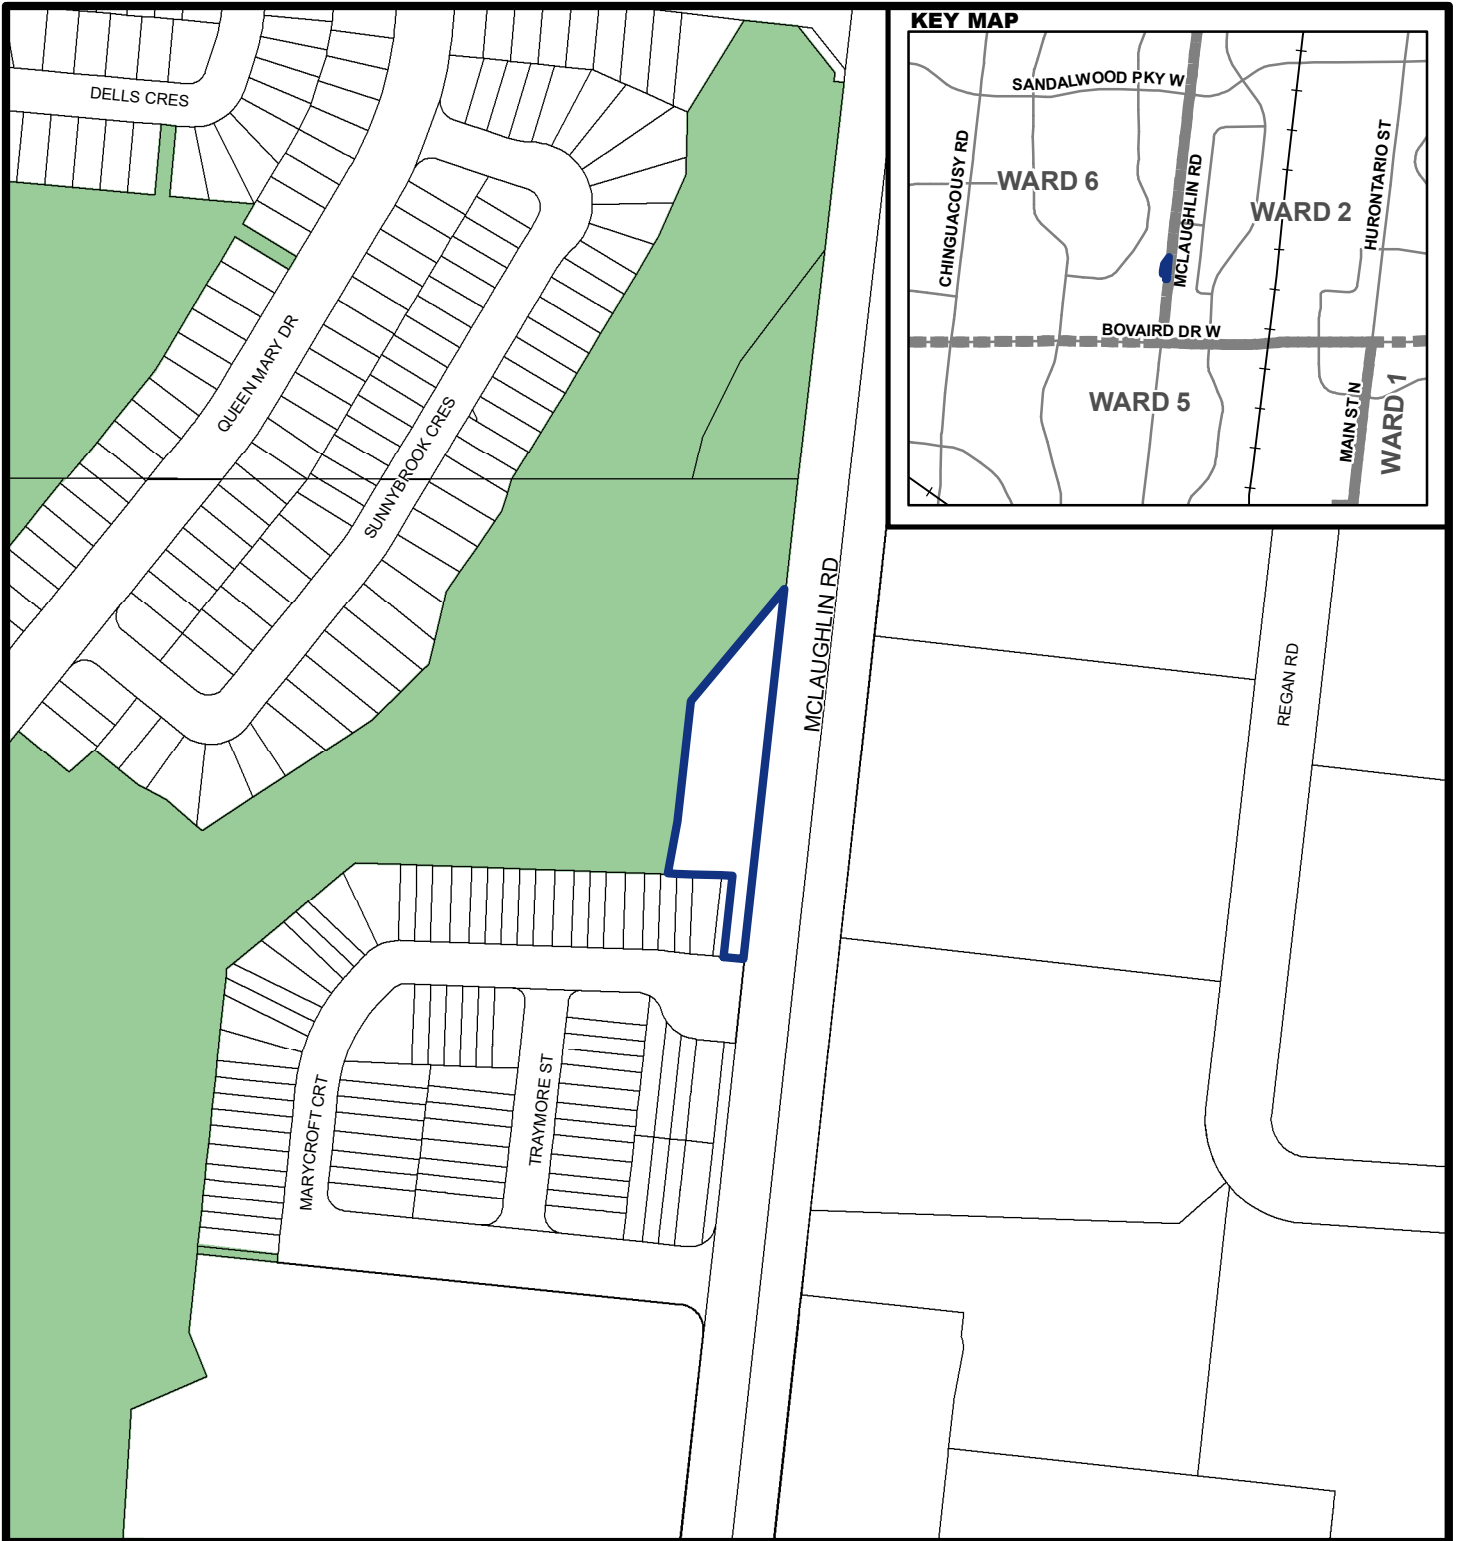 KEY MAP
SANDALWOOD PKY W
CHINGUACOUSY RD
WARD 6
MCLAUGHLIN RD
WARD 2
HURONTARIO ST
BOVAIRD DR W
WARD 5
MAIN ST N
WARD 1
DELLS CRES
QUEEN MARY DR
SUNNYBROOK CRES
MCLAUGHLIN RD
REGAN RD
MARYCROFT CRT
TRAYMORE ST